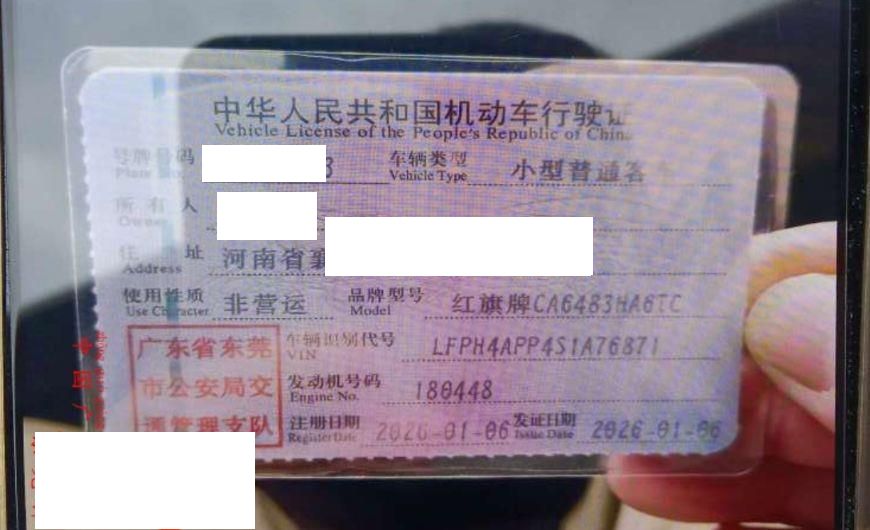 中华人民共和国机动车行驶证
Vehicle License of the People's Republic of China
号牌号码 3 车辆类型 小型普通客车
Plate No. Vehicle Type
所有人
Owner
住址 河南省襄
Address
使用性质 非营运 品牌型号 红旗牌CA6483HA6TC
Use Character Model
广东省东莞
市公安局交
通管理支队
车辆识别代号 LFPH4APP4S1A76871
VIN
发动机号码 180448
Engine No.
注册日期 2026-01-06 发证日期 2026-01-06
Register Date Issue Date